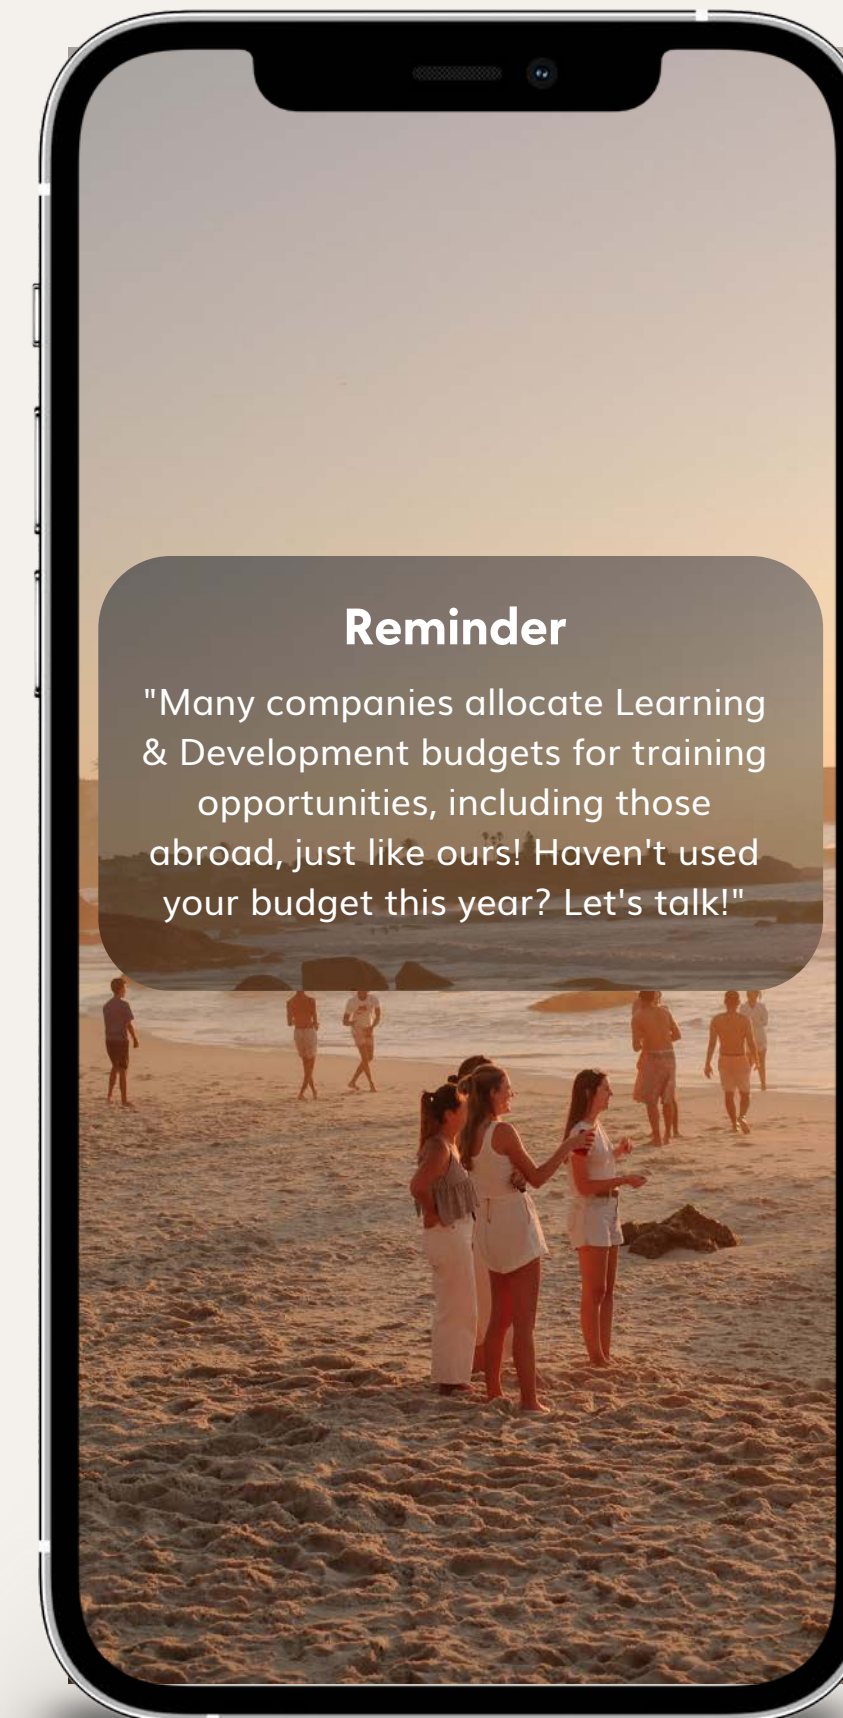 Reminder
"Many companies allocate Learning
& Development budgets for training
opportunities, including those
abroad, just like ours! Haven't used
your budget this year? Let's talk!"